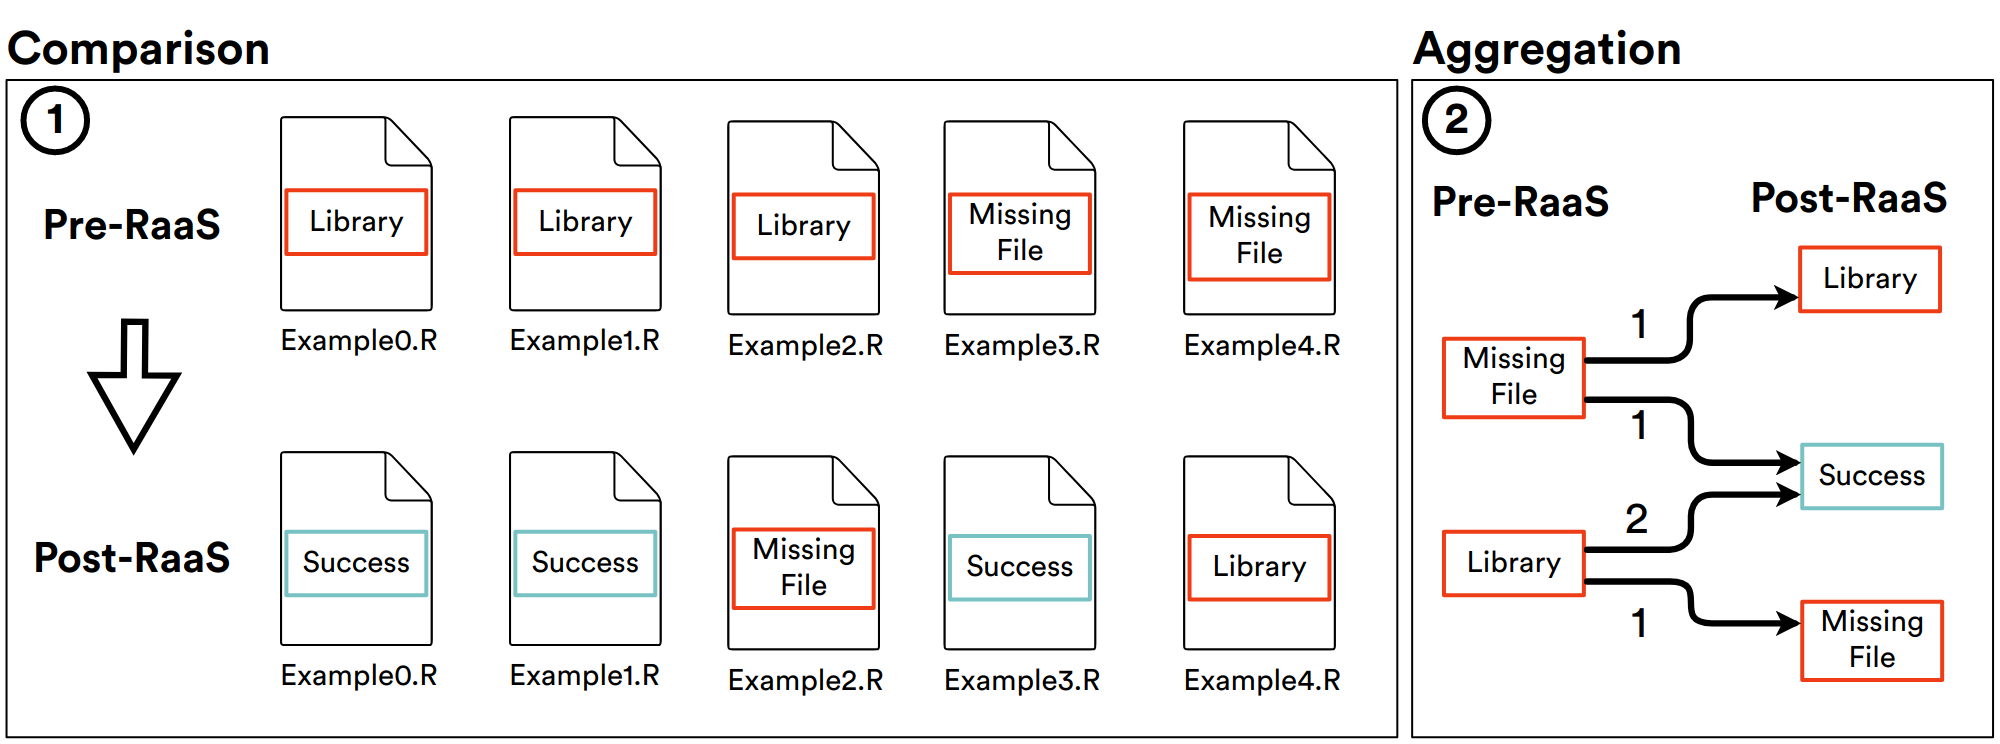 Comparison
1
Pre-RaaS
Library
Library
Library
Missing
File
Missing
File
Example0.R
Example1.R
Example2.R
Example3.R
Example4.R
Post-RaaS
Success
Success
Missing
File
Success
Library
Example0.R
Example1.R
Example2.R
Example3.R
Example4.R
Aggregation
2
Pre-RaaS
Post-RaaS
Library
1
Missing
File
1
Success
2
Library
1
Missing
File